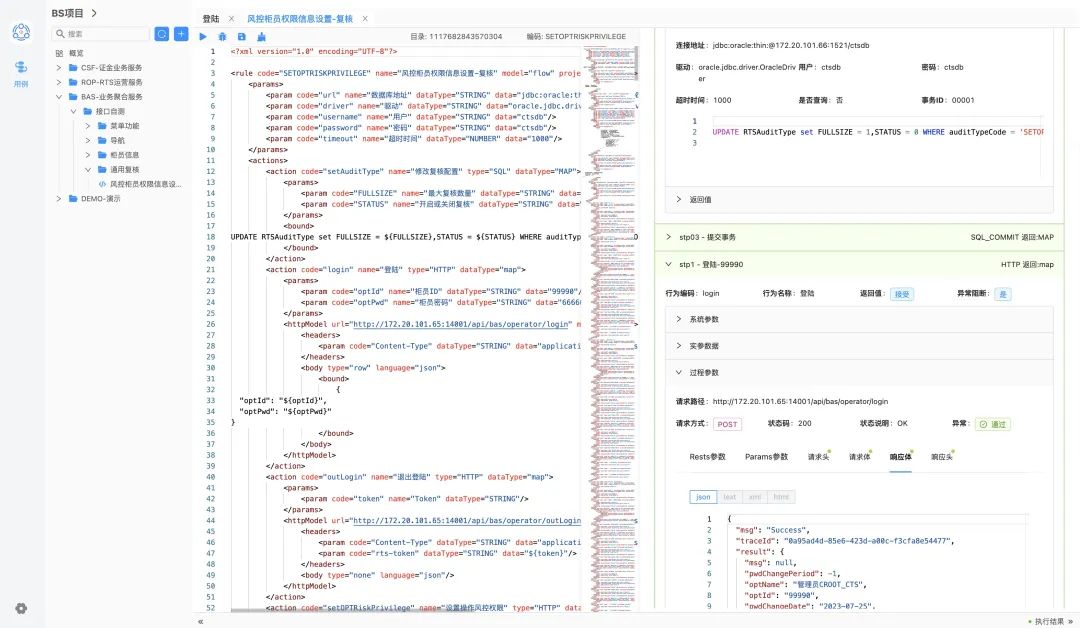 BS项目
搜索
概览
CSF-证金业务服务
ROP-RTS运营服务
BAS-业务聚合服务
接口自测
菜单功能
导航
柜员信息
通用复核
风控柜员权限信息设...
DEMO-演示
用例
登陆
风控柜员权限信息设置-复核
目录: 1117682843570304 编码: SETOPTRISKPRIVILEGE
1 <?xml version="1.0" encoding="UTF-8"?>
2
3 <rule code="SETOPTRISKPRIVILEGE" name="风控柜员权限信息设置-复核" model="flow" projec
4 <params>
5 <param code="url" name="数据库地址" dataType="STRING" data="jdbc:oracle:th
6 <param code="driver" name="驱动" dataType="STRING" data="oracle.jdbc.driv
7 <param code="username" name="用户" dataType="STRING" data="ctsdb"/>
8 <param code="password" name="密码" dataType="STRING" data="ctsdb"/>
9 <param code="timeout" name="超时时间" dataType="NUMBER" data="1000"/>
10 </params>
11 <actions>
12 <action code="setAuditType" name="修改复核配置" type="SQL" dataType="MAP">
13 <params>
14 <param code="FULLSIZE" name="最大复核数量" dataType="STRING" data=
15 <param code="STATUS" name="开启或关闭复核" dataType="STRING" data="
16 </params>
17 <bound>
18 UPDATE RTSAuditType set FULLSIZE = ${FULLSIZE},STATUS = ${STATUS} WHERE auditTyp
19 </bound>
20 </action>
21 <action code="login" name="登陆" type="HTTP" dataType="map">
22 <params>
23 <param code="optId" name="柜员ID" dataType="STRING" data="99990"/
24 <param code="optPwd" name="柜员密码" dataType="STRING" data="66666
25 </params>
26 <httpModel url="http://172.20.101.65:14001/api/bas/operator/login" m
27 <headers>
28 <param code="Content-Type" dataType="STRING" data="applicati
29 </headers>
30 <body type="row" language="json">
31 <bound>
32 {
33 "optId": "${optId}",
34 "optPwd": "${optPwd}"
35 }
36 </bound>
37 </body>
38 </httpModel>
39 </action>
40 <action code="outLogin" name="退出登陆" type="HTTP" dataType="map">
41 <params>
42 <param code="token" name="Token" dataType="STRING"/>
43 </params>
44 <httpModel url="http://172.20.101.65:14001/api/bas/operator/outLogin
45 <headers>
46 <param code="Content-Type" dataType="STRING" data="applicati
47 <param code="rts-token" dataType="STRING" data="${token}"/>
48 </headers>
49 <body type="none" language="json"/>
50 </httpModel>
51 </action>
52 <action code="setOPTRiskPrivilege" name="设置操作风控权限" type="HTTP" dat
连接地址: jdbc:oracle:thin:@172.20.101.66:1521/ctsdb
驱动: oracle.jdbc.driver.OracleDriv 用户: ctsdb 密码: ctsdb
er
超时时间: 1000 是否查询: 否 事务ID: 00001
1
2 UPDATE RTSAuditType set FULLSIZE = 1,STATUS = 0 WHERE auditTypeCode = 'SETOF
3
返回值
stp03 - 提交事务 SQL_COMMIT 返回:MAP
stp1 - 登陆-99990 HTTP 返回:map
行为编码: login 行为名称: 登陆 返回值: 接受 异常阻断: 是
系统参数
实参数据
过程参数
请求路径: http://172.20.101.65:14001/api/bas/operator/login
请求方式: POST 状态码: 200 状态说明: OK 异常: 通过
Rests参数 Params参数 请求头 请求体 响应体 响应头
json text xml html
1 {
2 "msg": "Success",
3 "traceId": "0a95ad4d-85e6-423d-a00c-f3cfa8e54477",
4 "result": {
5 "msg": null,
6 "pwdChangePeriod": -1,
7 "optName": "管理员CROOT_CTS",
8 "optId": "99990",
9 "pwdChangeDate": "2023-07-25",
执行结果